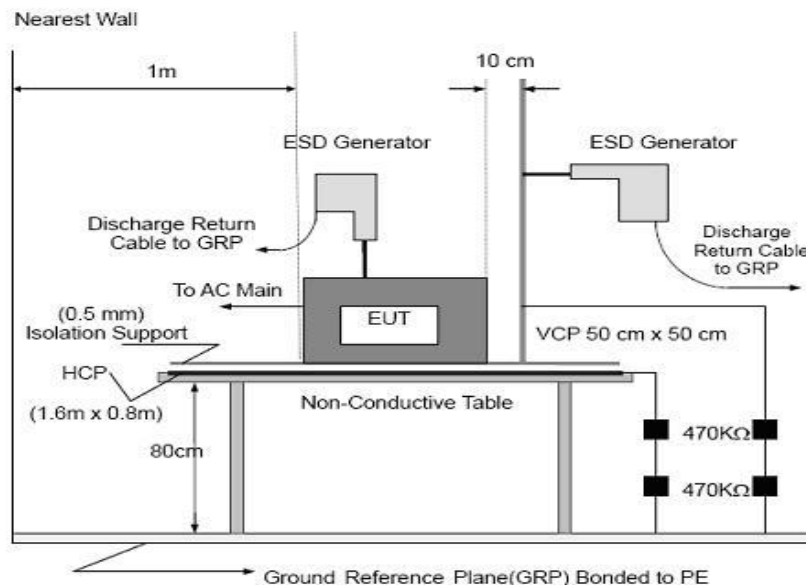 Nearest Wall
1m
10 cm
ESD Generator
ESD Generator
Discharge Return
Cable to GRP
Discharge
Return Cable
to GRP
To AC Main
(0.5 mm)
Isolation Support
EUT
VCP 50 cm x 50 cm
HCP
(1.6m x 0.8m)
Non-Conductive Table
80cm
470KΩ
470KΩ
Ground Reference Plane(GRP) Bonded to PE